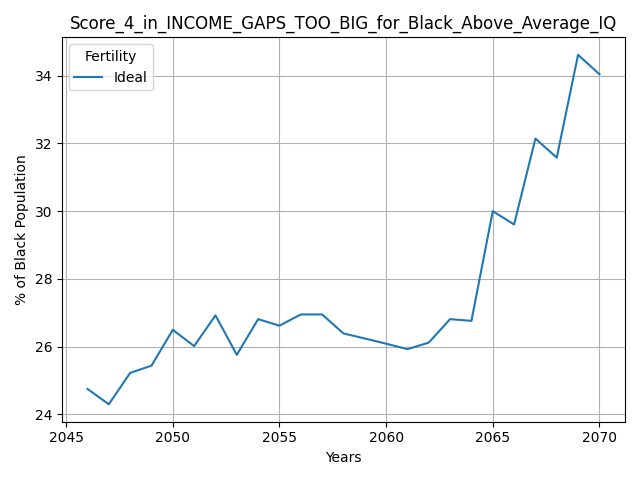 Score_4_in_INCOME_GAPS_TOO_BIG_for_Black_Above_Average_IQ
Fertility
Ideal
% of Black Population
34
32
30
28
26
24
2045 2050 2055 2060 2065 2070
Years